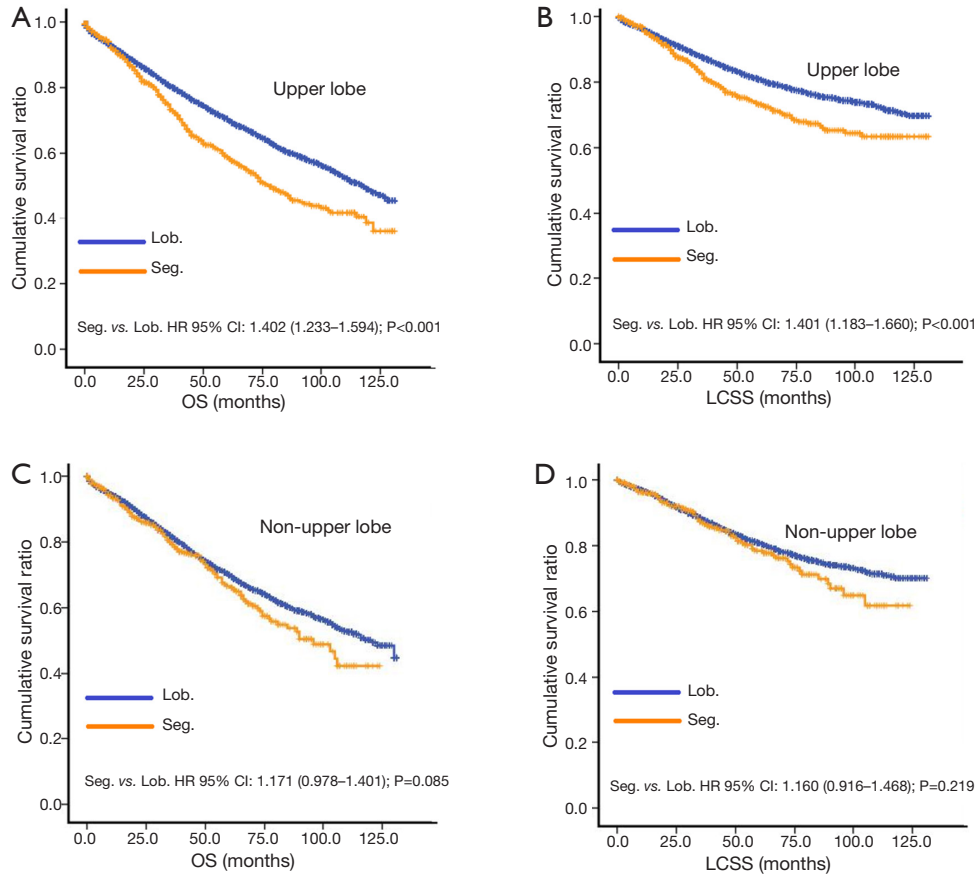 A
Cumulative survival ratio
1.0
0.8
0.6
0.4
0.2
0.0
Upper lobe
Lob.
Seg.
Seg. vs. Lob. HR 95% CI: 1.402 (1.233–1.594); P<0.001
0.0 25.0 50.0 75.0 100.0 125.0
OS (months)
B
Cumulative survival ratio
1.0
0.8
0.6
0.4
0.2
0.0
Upper lobe
Lob.
Seg.
Seg. vs. Lob. HR 95% CI: 1.401 (1.183–1.660); P<0.001
0.0 25.0 50.0 75.0 100.0 125.0
LCSS (months)
C
Cumulative survival ratio
1.0
0.8
0.6
0.4
0.2
0.0
Non-upper lobe
Lob.
Seg.
Seg. vs. Lob. HR 95% CI: 1.171 (0.978–1.401); P=0.085
0.0 25.0 50.0 75.0 100.0 125.0
OS (months)
D
Cumulative survival ratio
1.0
0.8
0.6
0.4
0.2
0.0
Non-upper lobe
Lob.
Seg.
Seg. vs. Lob. HR 95% CI: 1.160 (0.916–1.468); P=0.219
0.0 25.0 50.0 75.0 100.0 125.0
LCSS (months)